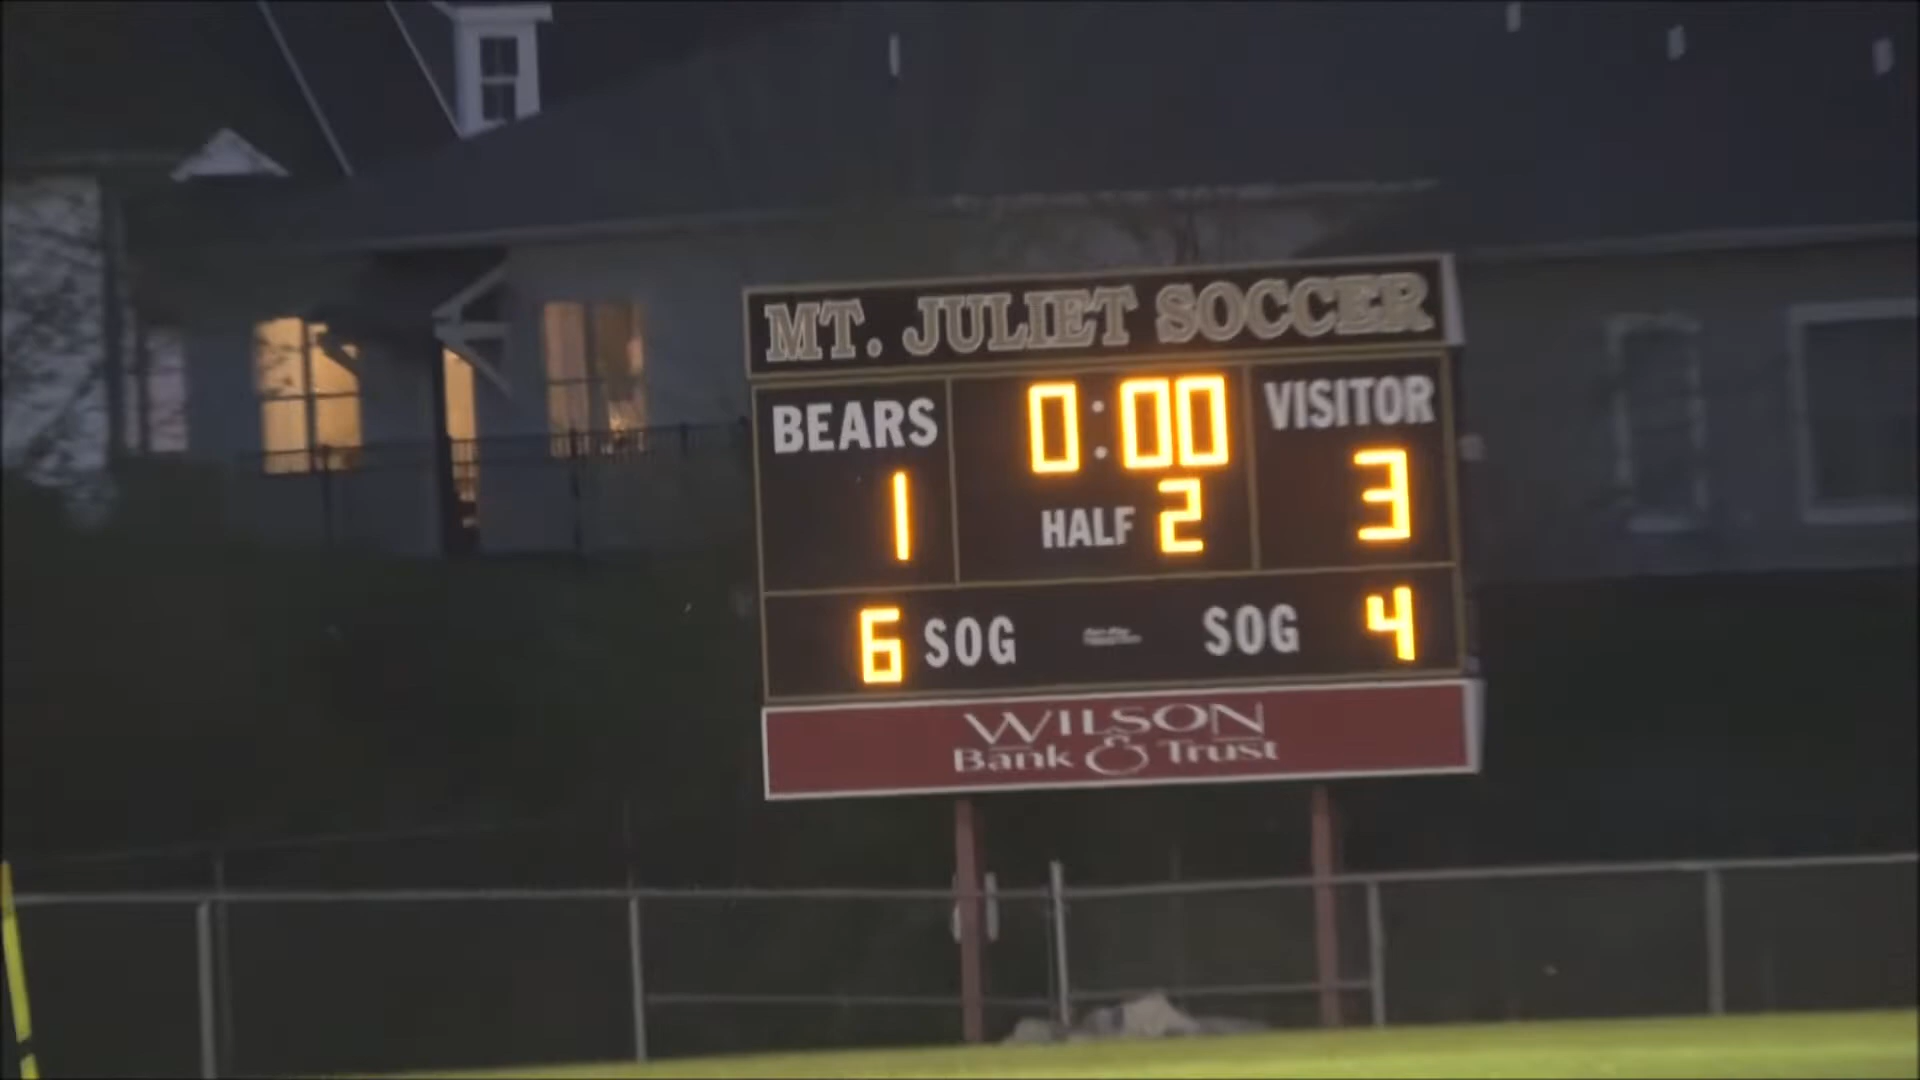 MT. JULIET SOCCER
BEARS 0:00 VISITOR
1 HALF 2 3
6 SOG SOG 4
WILSON
Bank & Trust